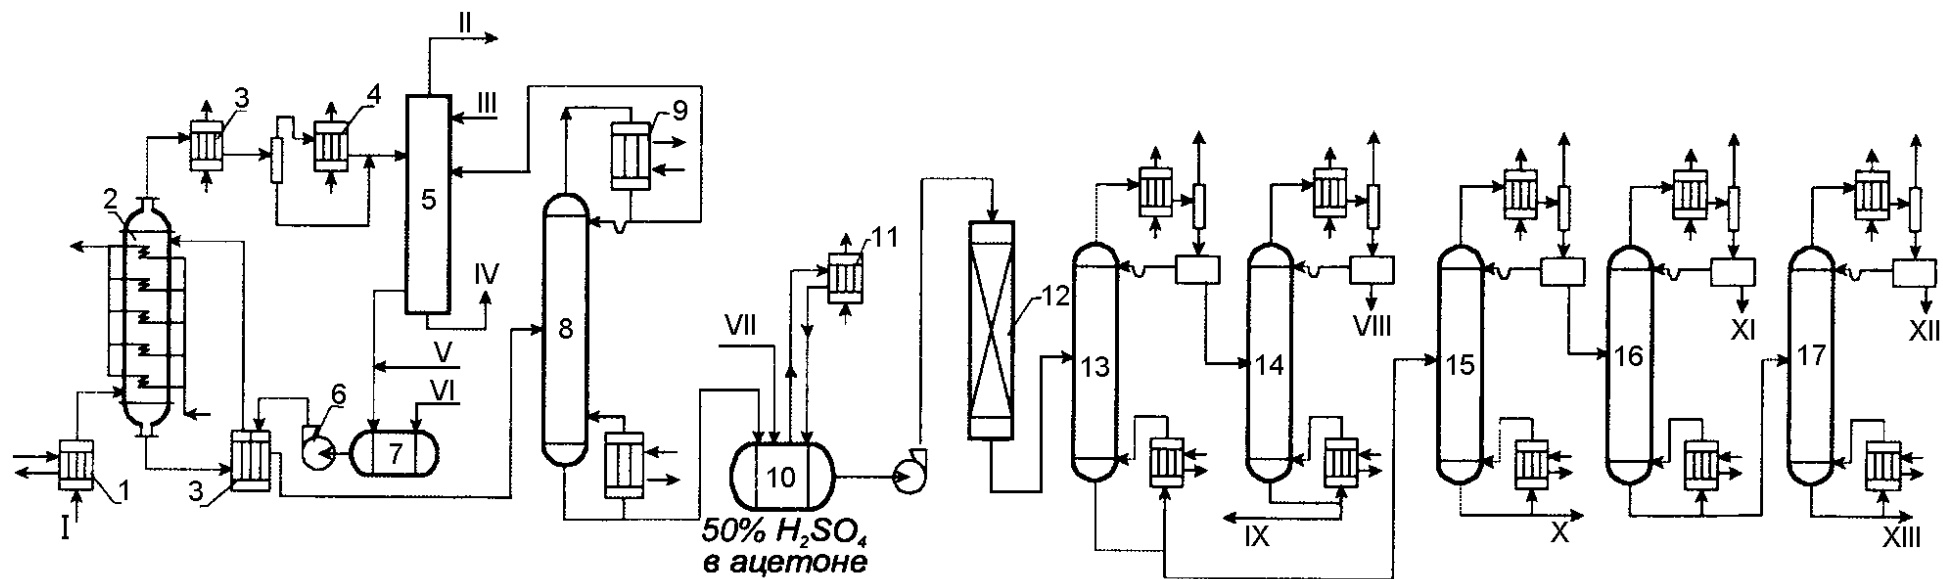 II
3
4
III
9
2
5
11
IV
12
8
VII
VIII
XI
XII
V
13
14
15
16
17
VI
6
7
10
1
3
I
50% H₂SO₄
в ацетоне
IX
X
XIII